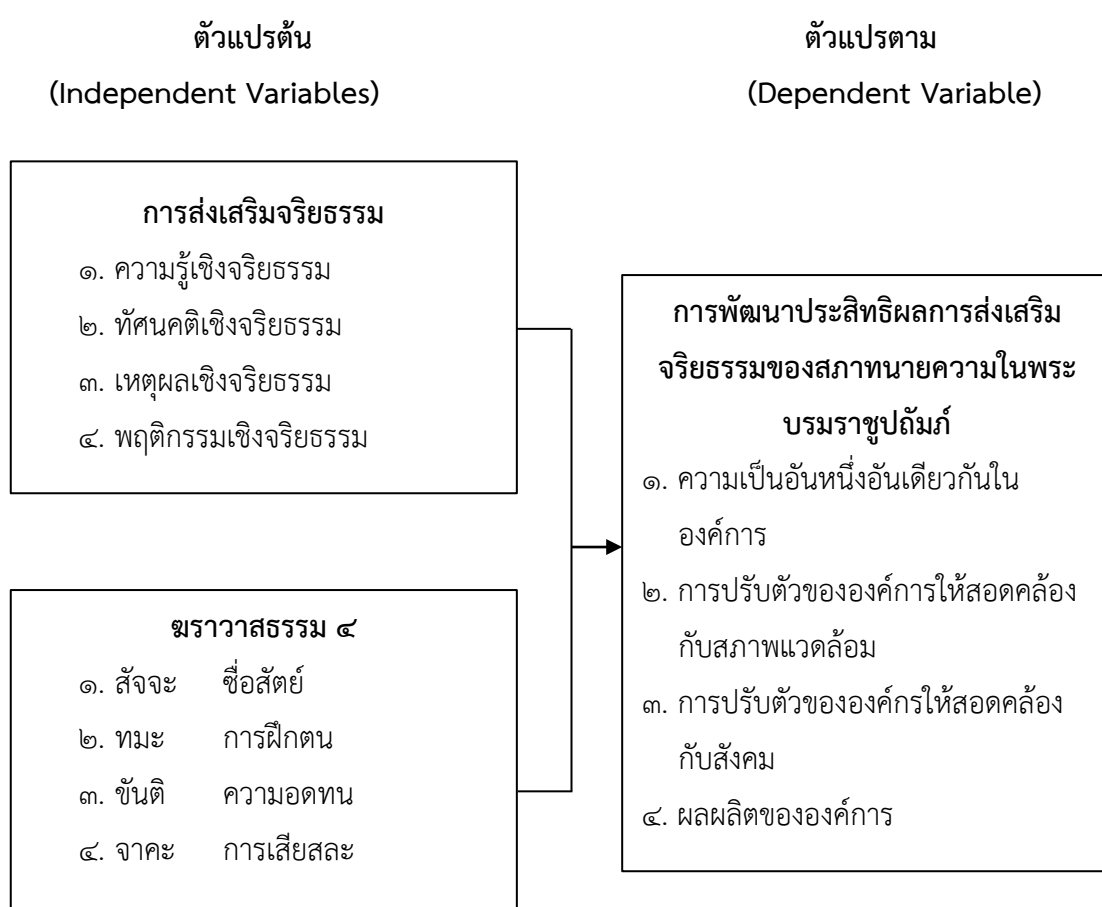 ตัวแปรต้น
(Independent Variables)
ตัวแปรตาม
(Dependent Variable)
การส่งเสริมจริยธรรม
๑. ความรู้เชิงจริยธรรม
๒. ทัศนคติเชิงจริยธรรม
๓. เหตุผลเชิงจริยธรรม
๔. พฤติกรรมเชิงจริยธรรม
ฆราวาสธรรม ๔
๑. สัจจะ ซื่อสัตย์
๒. ทมะ การฝึกตน
๓. ขันติ ความอดทน
๔. จาคะ การเสียสละ
การพัฒนาประสิทธิผลการส่งเสริม
จริยธรรมของสภาทนายความในพระ
บรมราชูปถัมภ์
๑. ความเป็นอันหนึ่งอันเดียวกันใน
องค์การ
๒. การปรับตัวขององค์การให้สอดคล้อง
กับสภาพแวดล้อม
๓. การปรับตัวขององค์กรให้สอดคล้อง
กับสังคม
๔. ผลผลิตขององค์การ